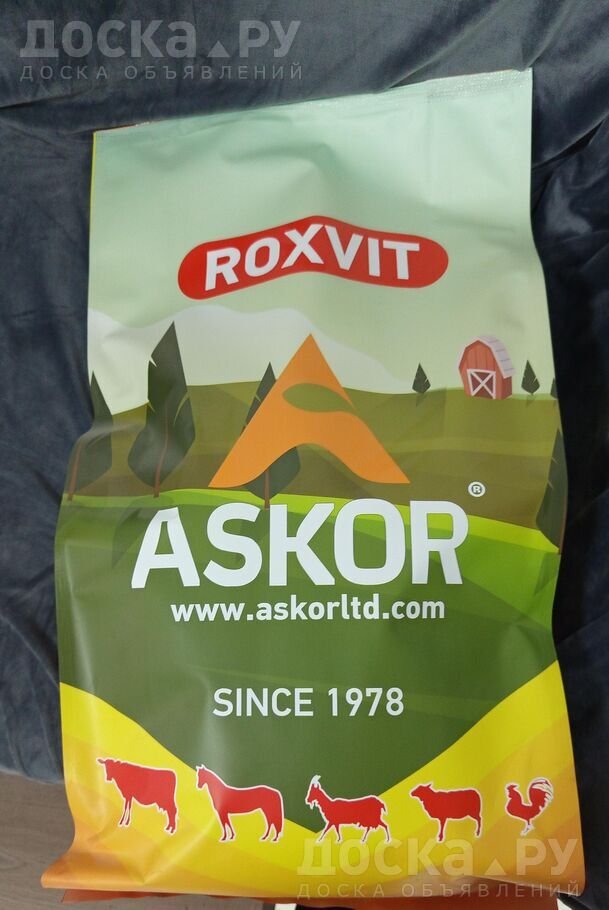 ДОСКА.РУ
ДОСКА ОБЪЯВЛЕНИЙ
ROXVIT
ASKOR®
www.askorltd.com
SINCE 1978
ДОСКА.РУ
ДОСКА ОБЪЯВЛЕНИЙ